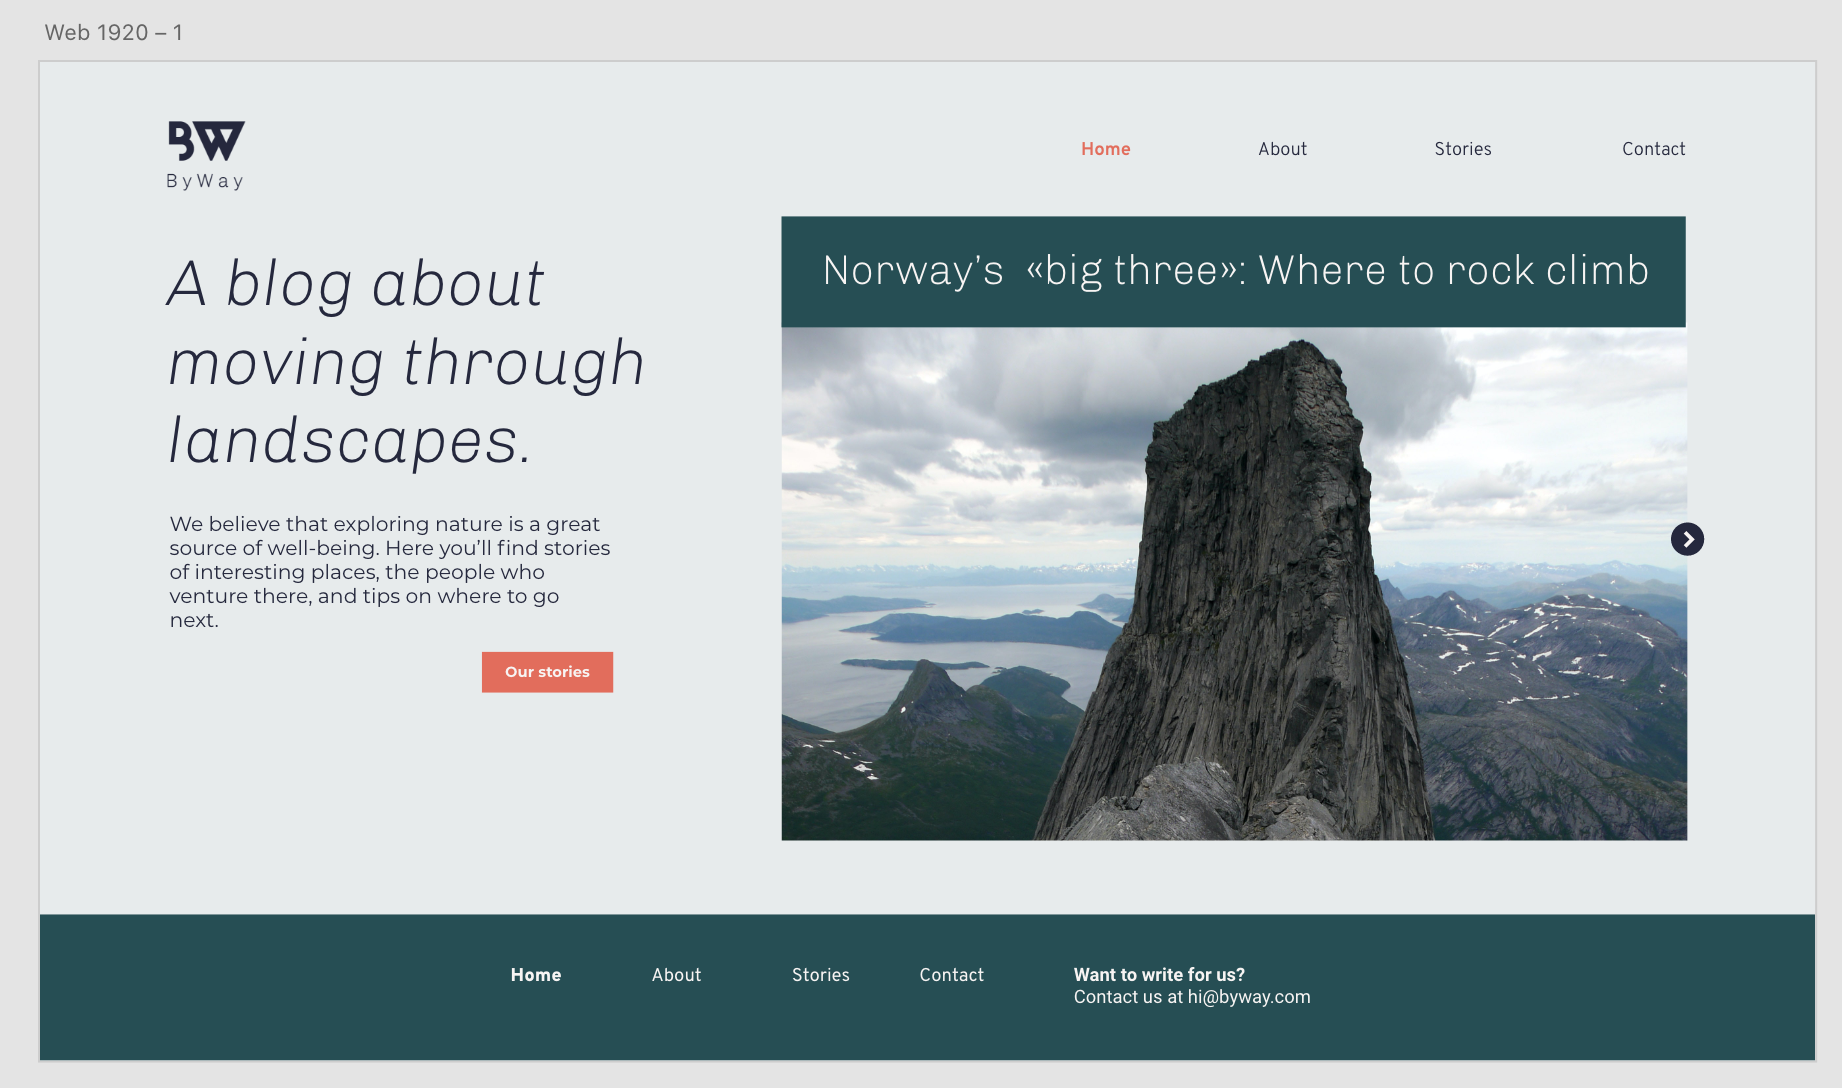 Web 1920 – 1
BW
ByWay
Home
About
Stories
Contact
A blog about
moving through
landscapes.
We believe that exploring nature is a great
source of well-being. Here you’ll find stories
of interesting places, the people who
venture there, and tips on where to go
next.
Our stories
Norway’s «big three»: Where to rock climb
Home
About
Stories
Contact
Want to write for us?
Contact us at hi@byway.com